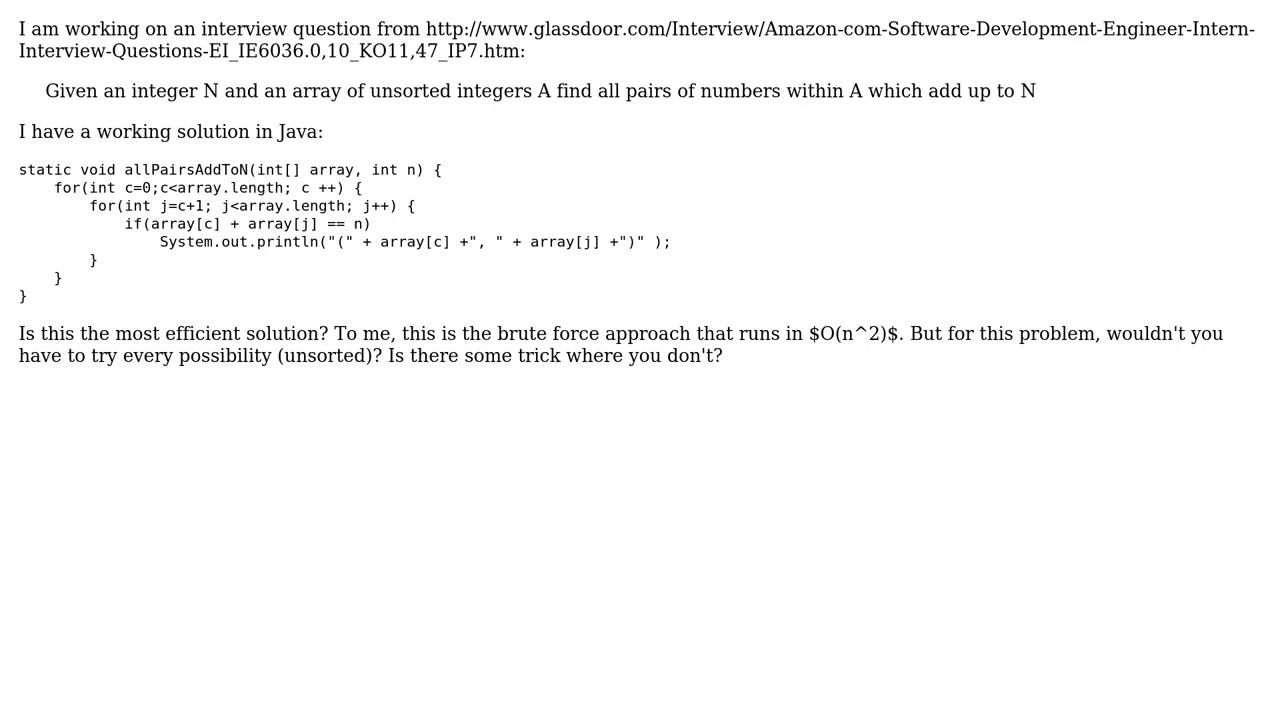 I am working on an interview question from http://www.glassdoor.com/Interview/Amazon-com-Software-Development-Engineer-Intern-
Interview-Questions-EI_IE6036.0,10_KO11,47_IP7.htm:
Given an integer N and an array of unsorted integers A find all pairs of numbers within A which add up to N
I have a working solution in Java:
static void allPairsAddToN(int[] array, int n) {
    for(int c=0;c<array.length; c ++) {
        for(int j=c+1; j<array.length; j++) {
            if(array[c] + array[j] == n)
                System.out.println("(" + array[c] +", " + array[j] +")" );
        }
    }
}
Is this the most efficient solution? To me, this is the brute force approach that runs in $O(n^2)$. But for this problem, wouldn't you
have to try every possibility (unsorted)? Is there some trick where you don't?